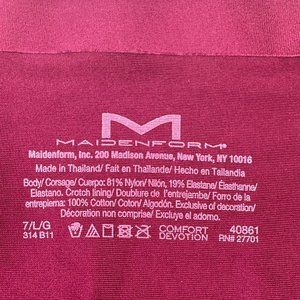 M
MAIDENFORM®
Maidenform, Inc. 200 Madison Avenue, New York, NY 10016
Made in Thailand/ Fait en Thaïlande/ Hecho en Tailandia
Body/ Corsage/ Cuerpo: 81% Nylon/ Nilón, 19% Elastane/ Élasthanne/
Elastano. Crotch lining/ Doublure de l'entrejambe/ Forro de la
entrepierna: 100% Cotton/ Coton/ Algodón. Exclusive of decoration/
Décoration non comprise/ Excluye el adorno.
7/L/G
314 B11
COMFORT
DEVOTION
40861
RN# 27701